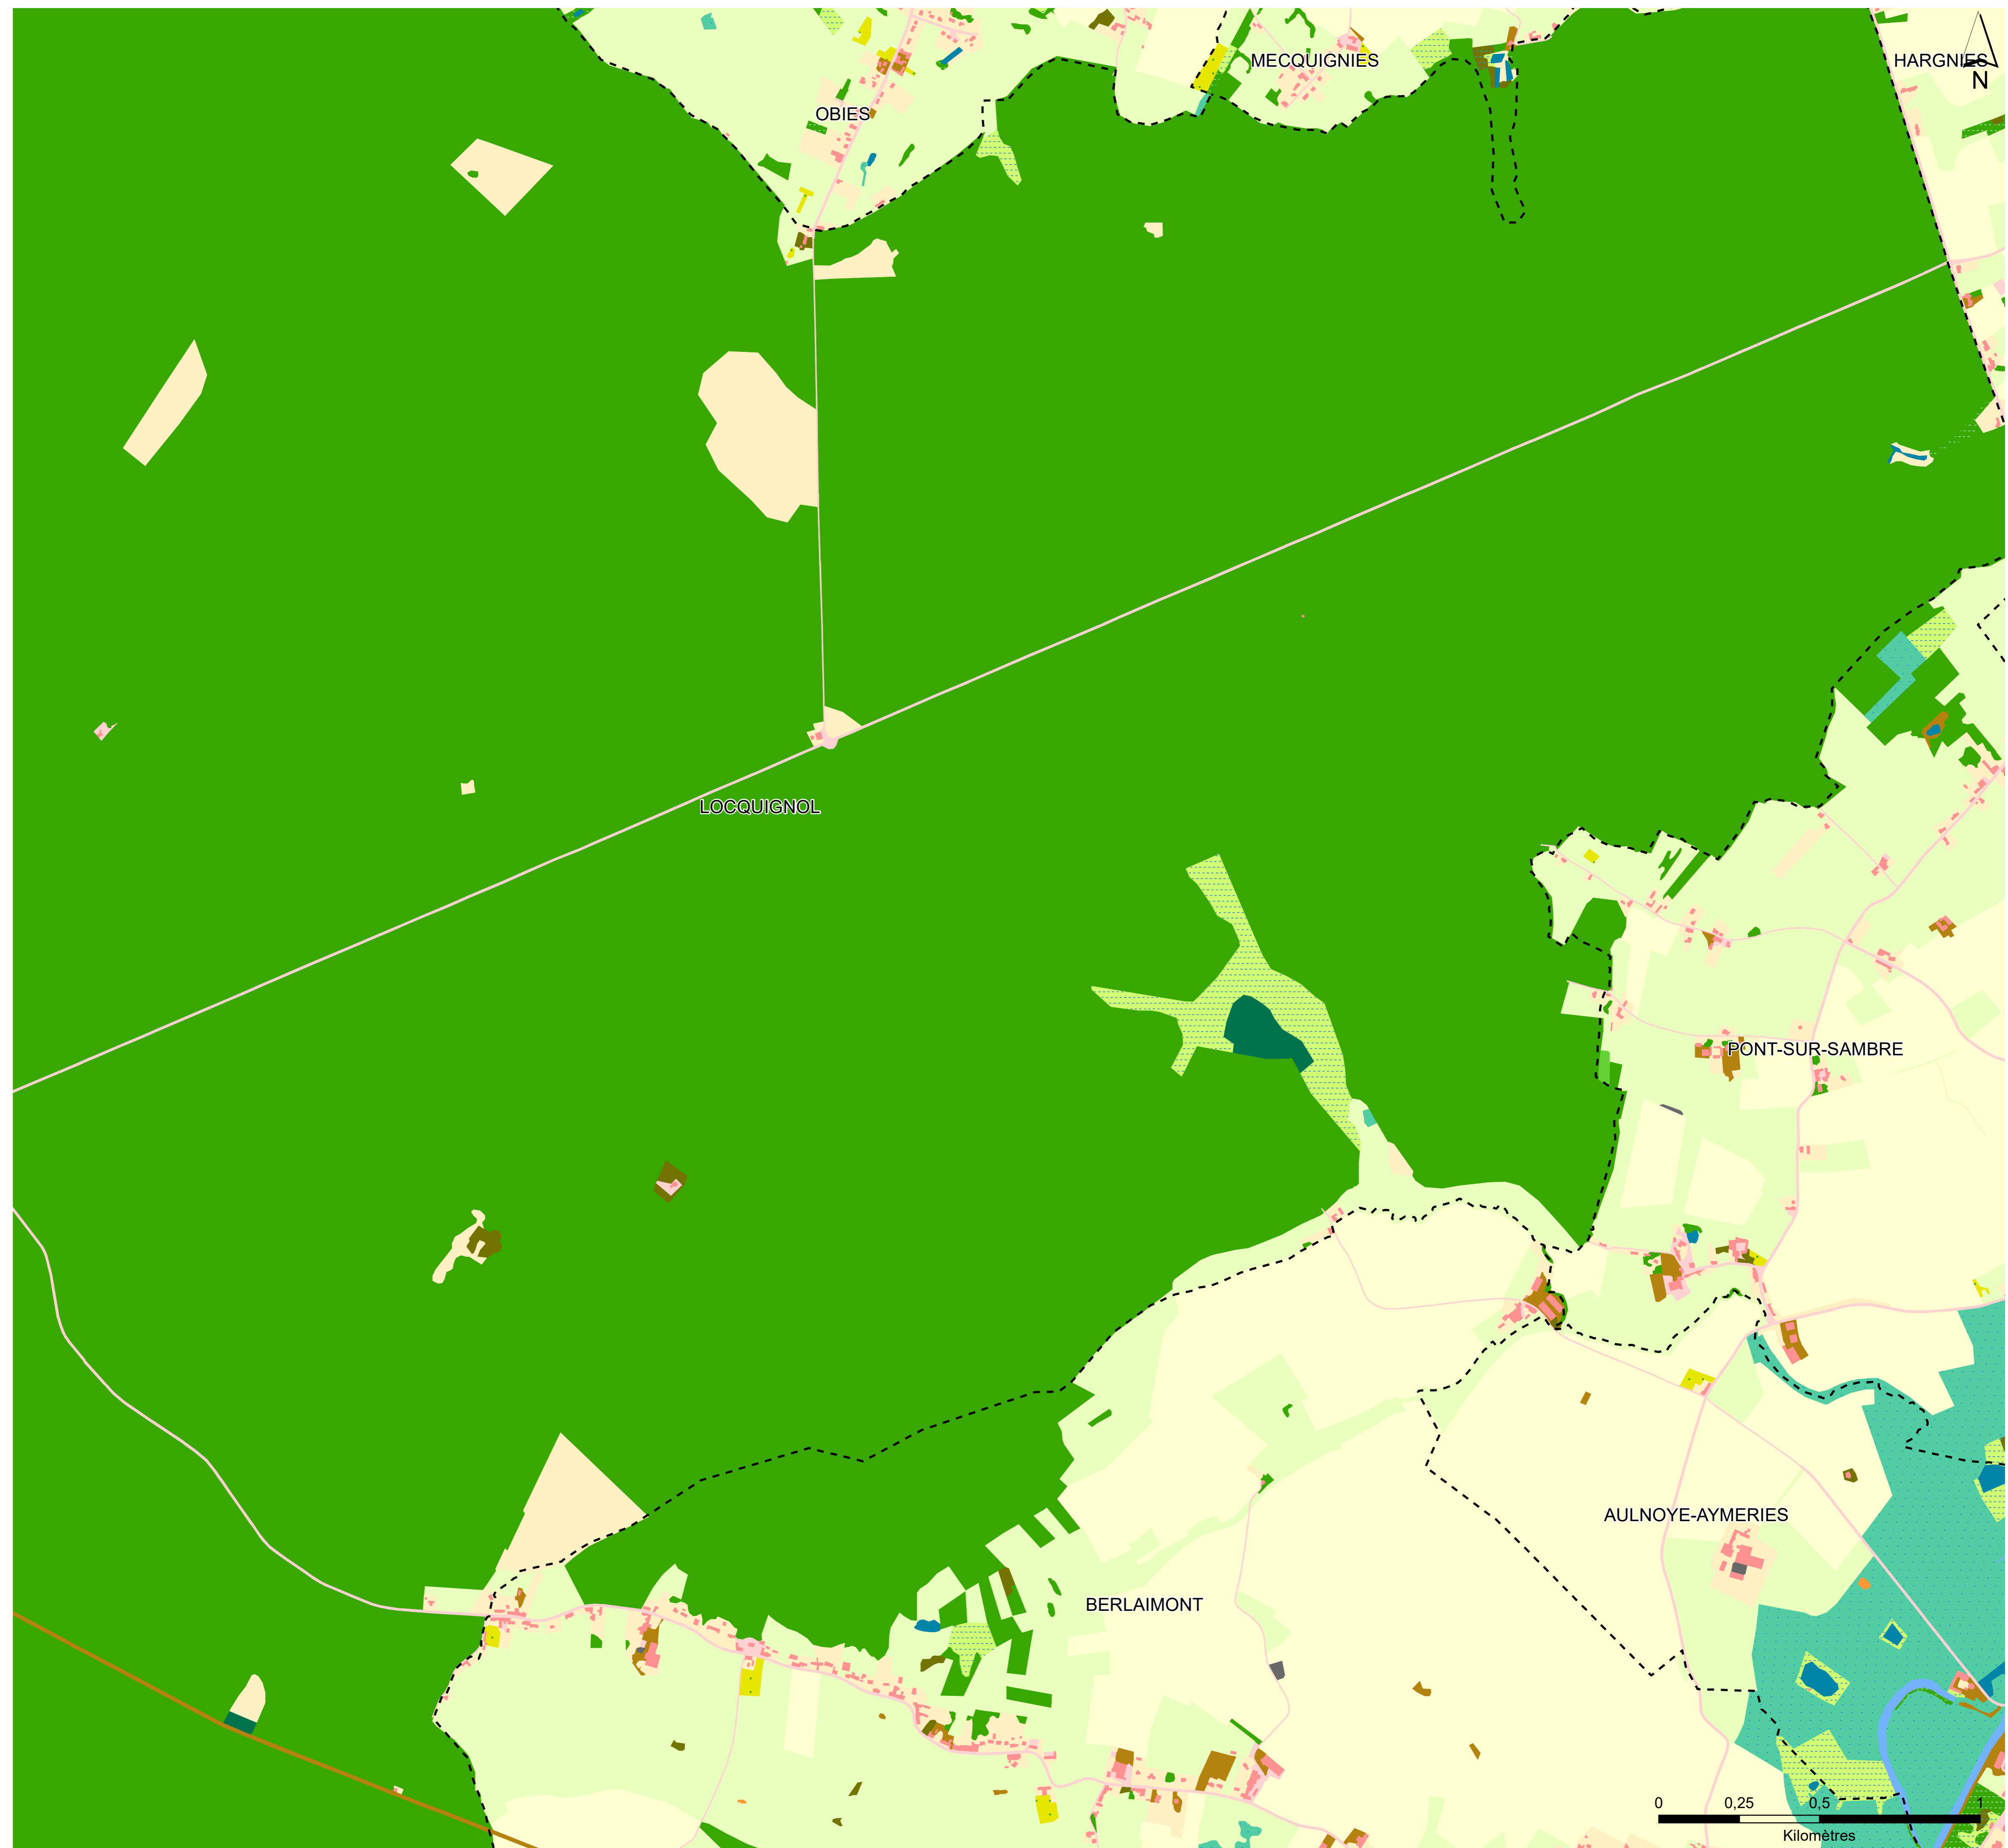 MECQUIGNIES
HARGNIES
N
OBIES
LOCQUIGNOL
PONT-SUR-SAMBRE
AULNOYE-AYMERIES
BERLAIMONT
0 0,25 0,5 1
Kilomètres